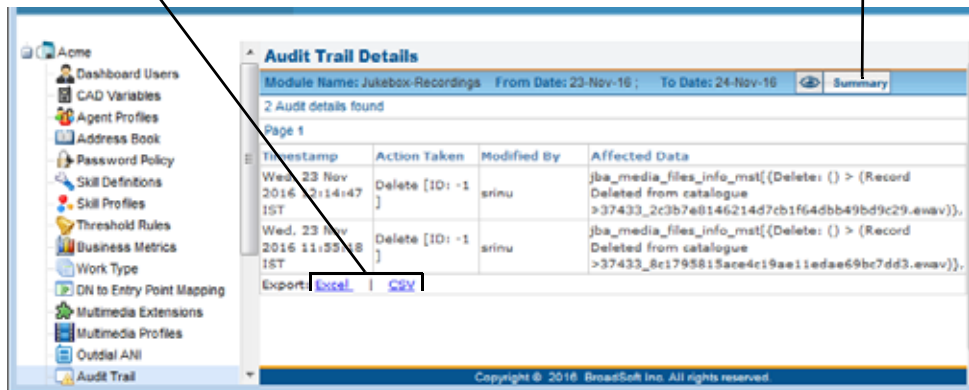 Acme
Dashboard Users
CAD Variables
Agent Profiles
Address Book
Password Policy
Skill Definitions
Skill Profiles
Threshold Rules
Business Metrics
Work Type
DN to Entry Point Mapping
Multimedia Extensions
Multimedia Profiles
Outdial ANI
Audit Trail
Audit Trail Details
Module Name: Jukebox-Recordings From Date: 23-Nov-16 ; To Date: 24-Nov-16 Summary
2 Audit details found
Page 1
Timestamp Action Taken Modified By Affected Data
Wed, 23 Nov 2016 12:14:47 IST
Delete [ID: -1 ]
srinu
jba_media_files_info_mst[{Delete: () > (Record
Deleted from catalogue
>37433_2c3b7e8146214d7cb1f64dbb49bd9c29.ewav)},
Wed, 23 Nov 2016 11:55:18 IST
Delete [ID: -1 ]
srinu
jba_media_files_info_mst[{Delete: () > (Record
Deleted from catalogue
>37433_8c1795815ace4c19ae11edae69bc7dd3.ewav)},
Export: Excel | CSV
Copyright © 2016 BroadSoft Inc. All rights reserved.